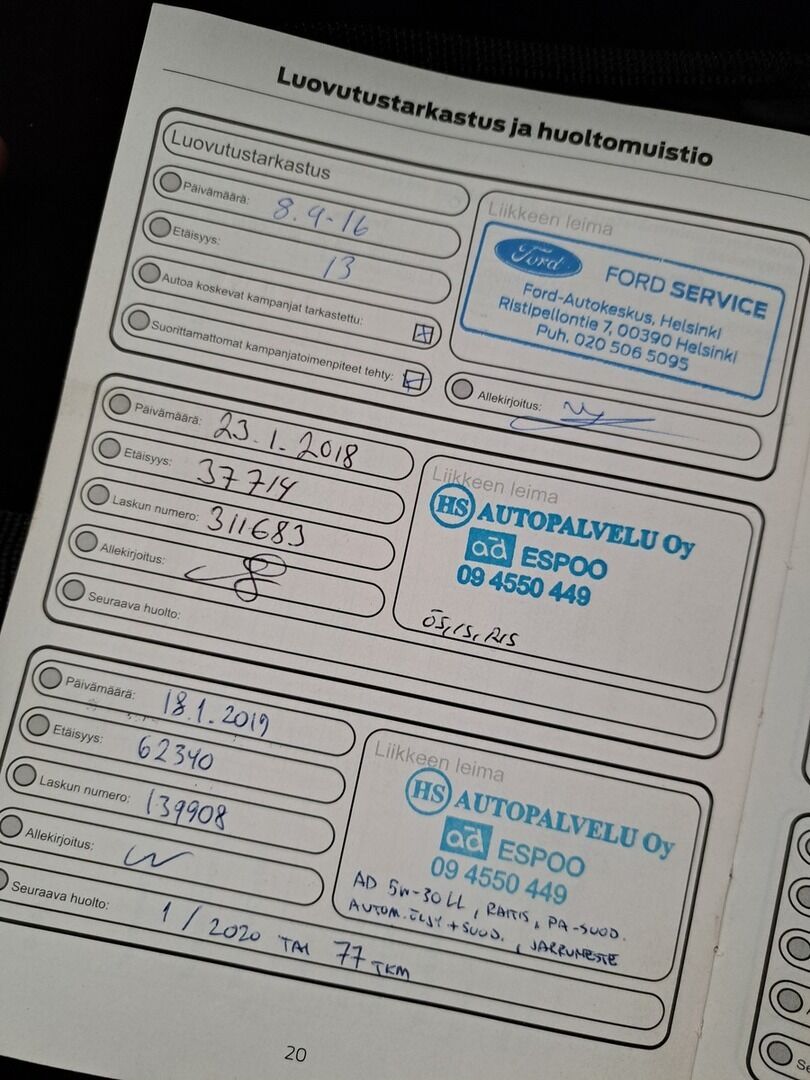 Luovutustarkastus ja huoltomuistio
Luovutustarkastus
Päivämäärä: 8.9-16
Etäisyys: 13
Autoa koskevat kampanjat tarkastettu:
Suorittamattomat kampanjatoimenpiteet tehty:
Liikkeen leima
Ford FORD SERVICE
Ford-Autokeskus, Helsinki
Ristipellontie 7, 00390 Helsinki
Puh. 020 506 5095
Allekirjoitus:
Päivämäärä: 23.1.2018
Etäisyys: 37714
Laskun numero: 311683
Allekirjoitus:
Seuraava huolto:
Liikkeen leima
HS AUTOPALVELU Oy
ad ESPOO
09 4550 449
ÖS, IS, RIS
Päivämäärä: 18.1.2019
Etäisyys: 62340
Laskun numero: 139908
Allekirjoitus:
Seuraava huolto: 1/2020 TAI 77 TKM
Liikkeen leima
HS AUTOPALVELU Oy
ad ESPOO
09 4550 449
AD 5W-30 LL, RAITIS, PA-SUOD.
AUTOM.ÖLJY + SUOD., JARRUNESTE
20